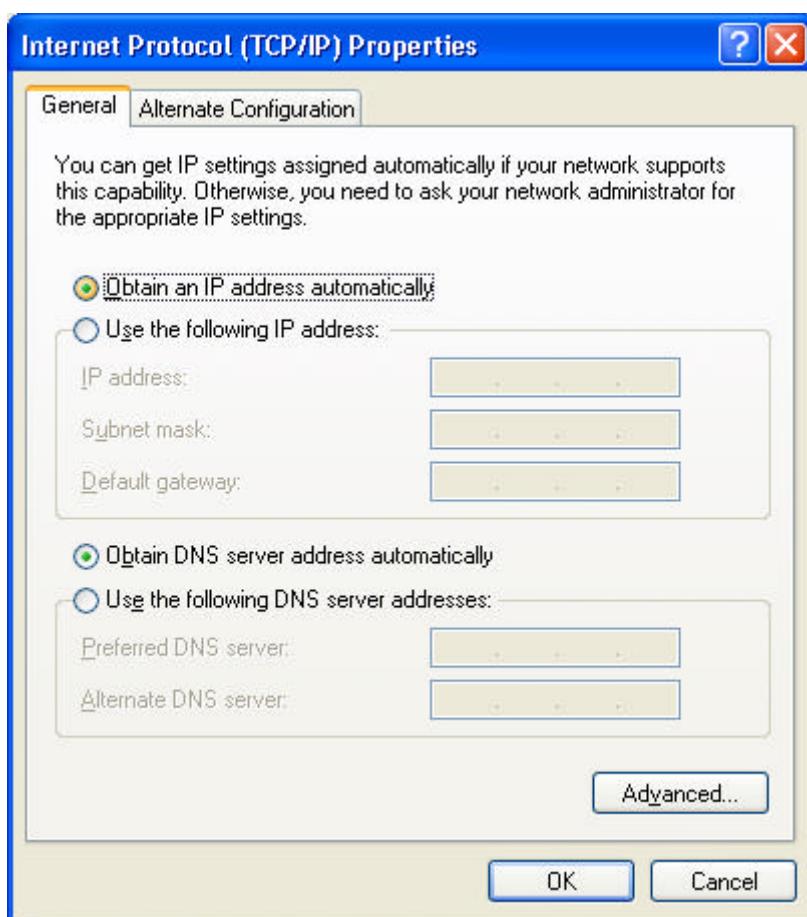 Internet Protocol (TCP/IP) Properties
General
Alternate Configuration
You can get IP settings assigned automatically if your network supports
this capability. Otherwise, you need to ask your network administrator for
the appropriate IP settings.
Obtain an IP address automatically
Use the following IP address:
IP address:
Subnet mask:
Default gateway:
Obtain DNS server address automatically
Use the following DNS server addresses:
Preferred DNS server:
Alternate DNS server:
Advanced...
OK
Cancel